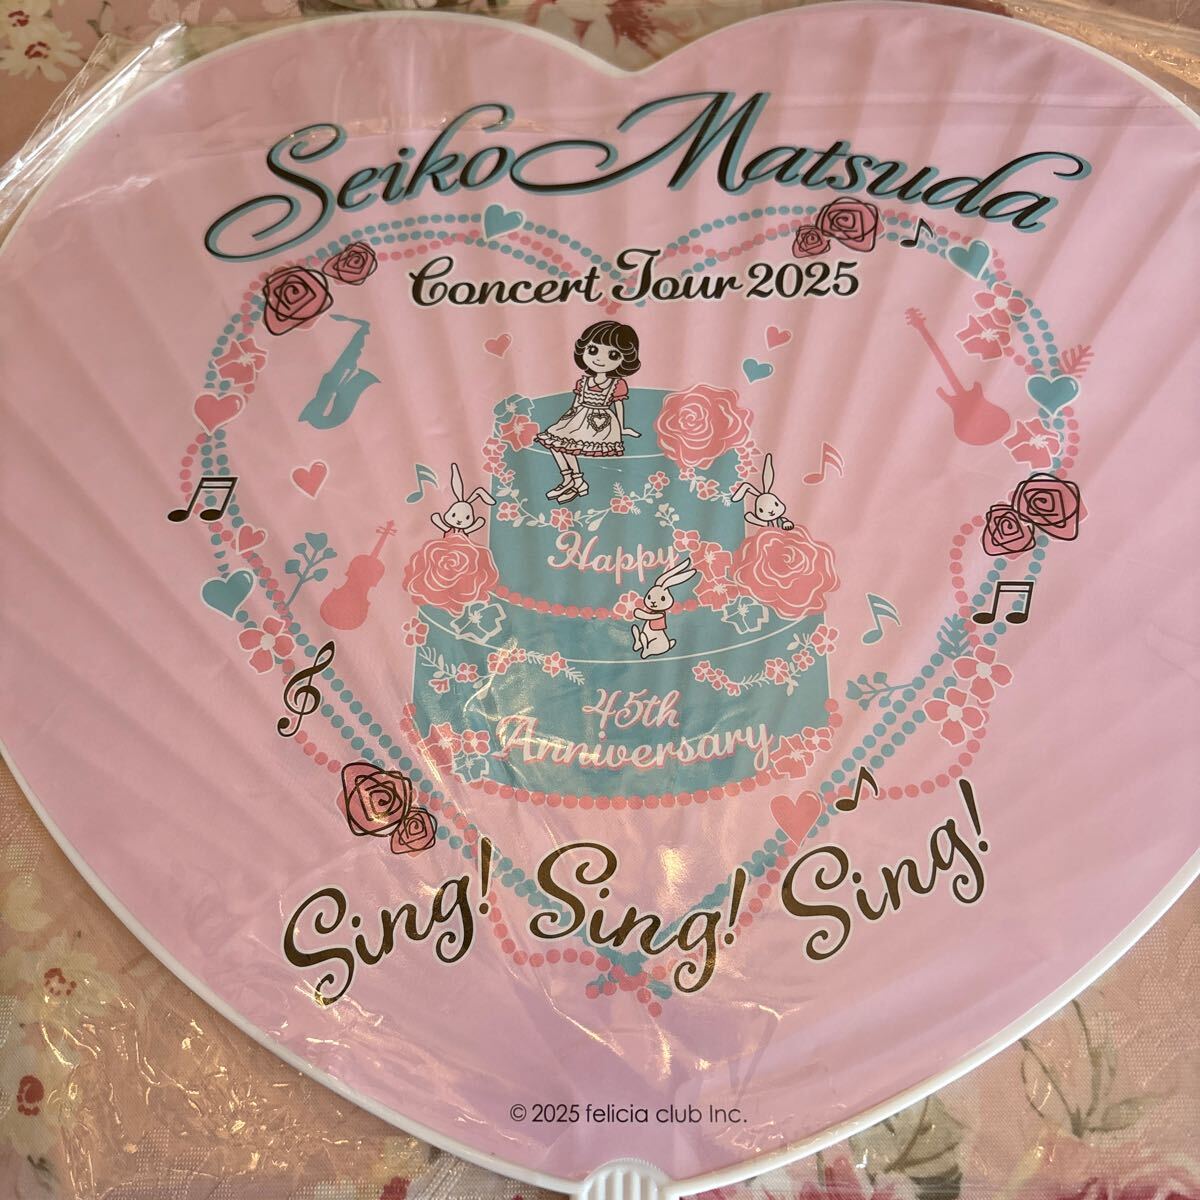 Seiko Matsuda
Concert Tour 2025
Happy
45th
Anniversary
Sing! Sing! Sing!
© 2025 felicia club Inc.